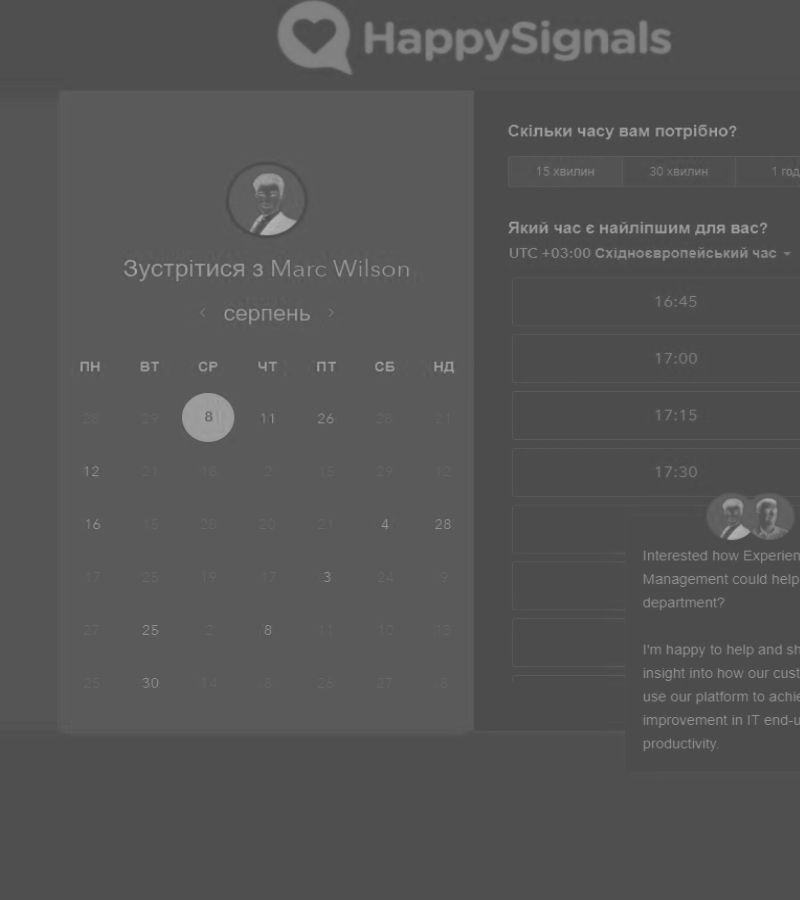 HappySignals
Зустрітися з Marc Wilson
серпень
ПН ВТ СР ЧТ ПТ СБ НД
28 29 8 11 26 28 21
12 21 18 2 18 29 12
16 15 28 20 21 4 28
17 25 19 17 3 24 9
27 25 2 8 11 10 15
25 30 14 8 26 27 8
Скільки часу вам потрібно?
15 хвилин 30 хвилин 1 год
Який час є найліпшим для вас?
UTC +03:00 Східноєвропейський час
16:45
17:00
17:15
17:30
Interested how Experien
Management could help
department?
I'm happy to help and sh
insight into how our cust
use our platform to achie
improvement in IT end-u
productivity.